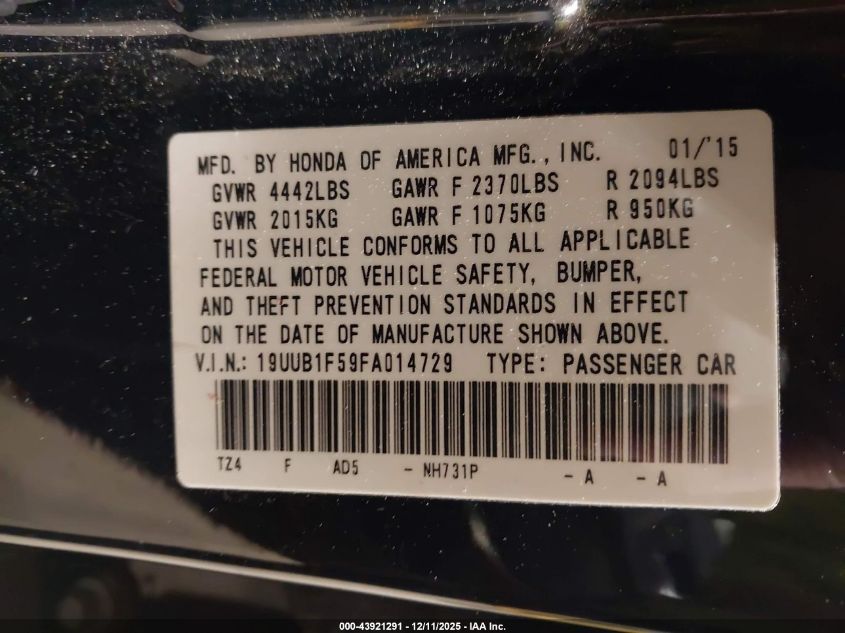 MFD. BY HONDA OF AMERICA MFG., INC. 01/'15
GVWR 4442LBS GAWR F 2370LBS R 2094LBS
GVWR 2015KG GAWR F 1075KG R 950KG
THIS VEHICLE CONFORMS TO ALL APPLICABLE
FEDERAL MOTOR VEHICLE SAFETY, BUMPER,
AND THEFT PREVENTION STANDARDS IN EFFECT
ON THE DATE OF MANUFACTURE SHOWN ABOVE.
V.I.N.: 19UUB1F59FA014729 TYPE: PASSENGER CAR
TZ4 F AD5 - NH731P - A - A
000-43921291 - 12/11/2025 - IAA Inc.